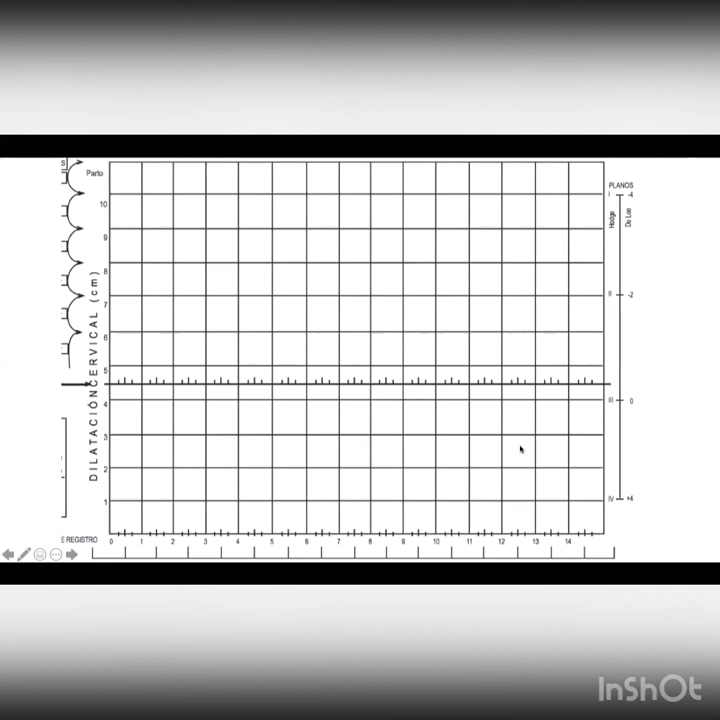 S
Parto
PLANOS
I -4
10
Hodge
De Lee
9
8
II -2
7
6
5
DILATACIÓN CERVICAL (cm)
4
III 0
3
2
1
IV +4
E REGISTRO
0 1 2 3 4 5 6 7 8 9 10 11 12 13 14
InShOt